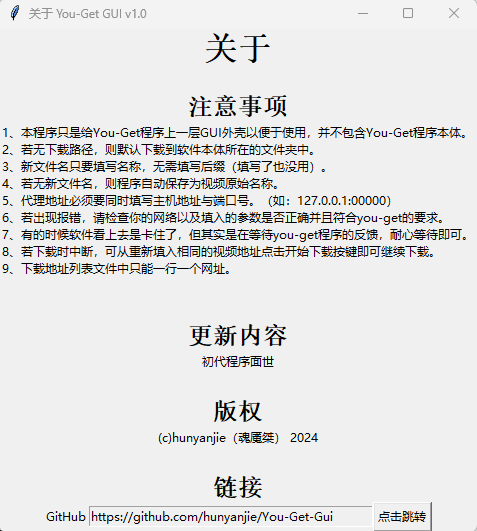 关于 You-Get GUI v1.0
关于
注意事项
1、本程序只是给You-Get程序上一层GUI外壳以便于使用，并不包含You-Get程序本体。
2、若无下载路径，则默认下载到软件本体所在的文件夹中。
3、新文件名只要填写名称，无需填写后缀（填写了也没用）。
4、若无新文件名，则程序自动保存为视频原始名称。
5、代理地址必须要同时填写主机地址与端口号。（如：127.0.0.1:00000）
6、若出现报错，请检查你的网络以及填入的参数是否正确并且符合you-get的要求。
7、有的时候软件看上去是卡住了，但其实是在等待you-get程序的反馈，耐心等待即可。
8、若下载时中断，可从重新填入相同的视频地址点击开始下载按键即可继续下载。
9、下载地址列表文件中只能一行一个网址。
更新内容
初代程序面世
版权
(c)hunyanjie（魂魇桀） 2024
链接
GitHub https://github.com/hunyanjie/You-Get-Gui 点击跳转